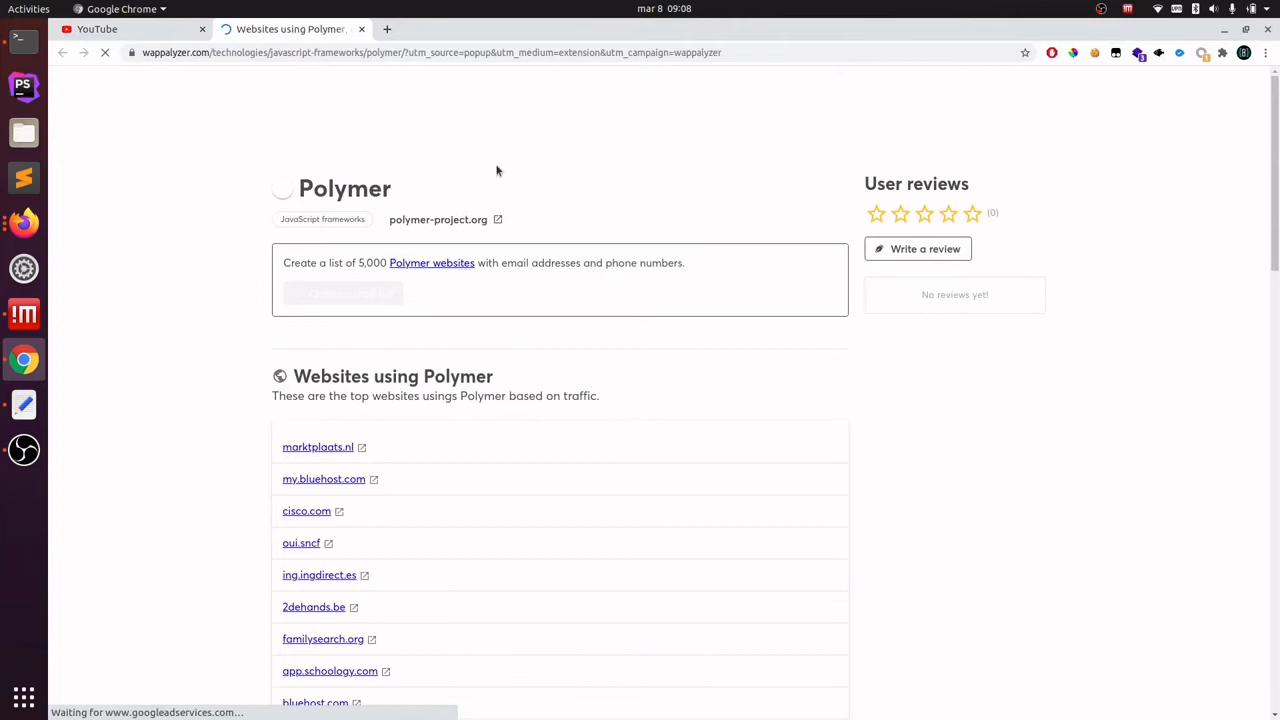 Activities
Google Chrome
mar 8 09:08
YouTube
Websites using Polymer,
wappalyzer.com/technologies/javascript-frameworks/polymer/?utm_source=popup&utm_medium=extension&utm_campaign=wappalyzer
Polymer
JavaScript frameworks
polymer-project.org
Create a list of 5,000 Polymer websites with email addresses and phone numbers.
User reviews
(0)
Write a review
No reviews yet!
Websites using Polymer
These are the top websites usings Polymer based on traffic.
marktplaats.nl
my.bluehost.com
cisco.com
oui.sncf
ing.ingdirect.es
2dehands.be
familysearch.org
app.schoology.com
bluehost.com
Waiting for www.googleadservices.com...
PS
!M